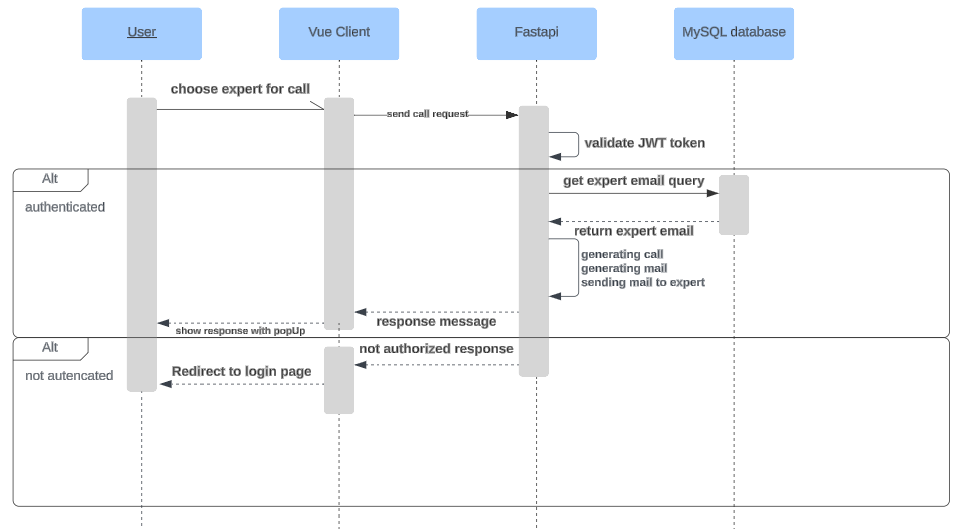 User
Vue Client
Fastapi
MySQL database
choose expert for call
send call request
validate JWT token
Alt
authenticated
get expert email query
return expert email
generating call
generating mail
sending mail to expert
response message
show response with popUp
Alt
not autencated
not authorized response
Redirect to login page